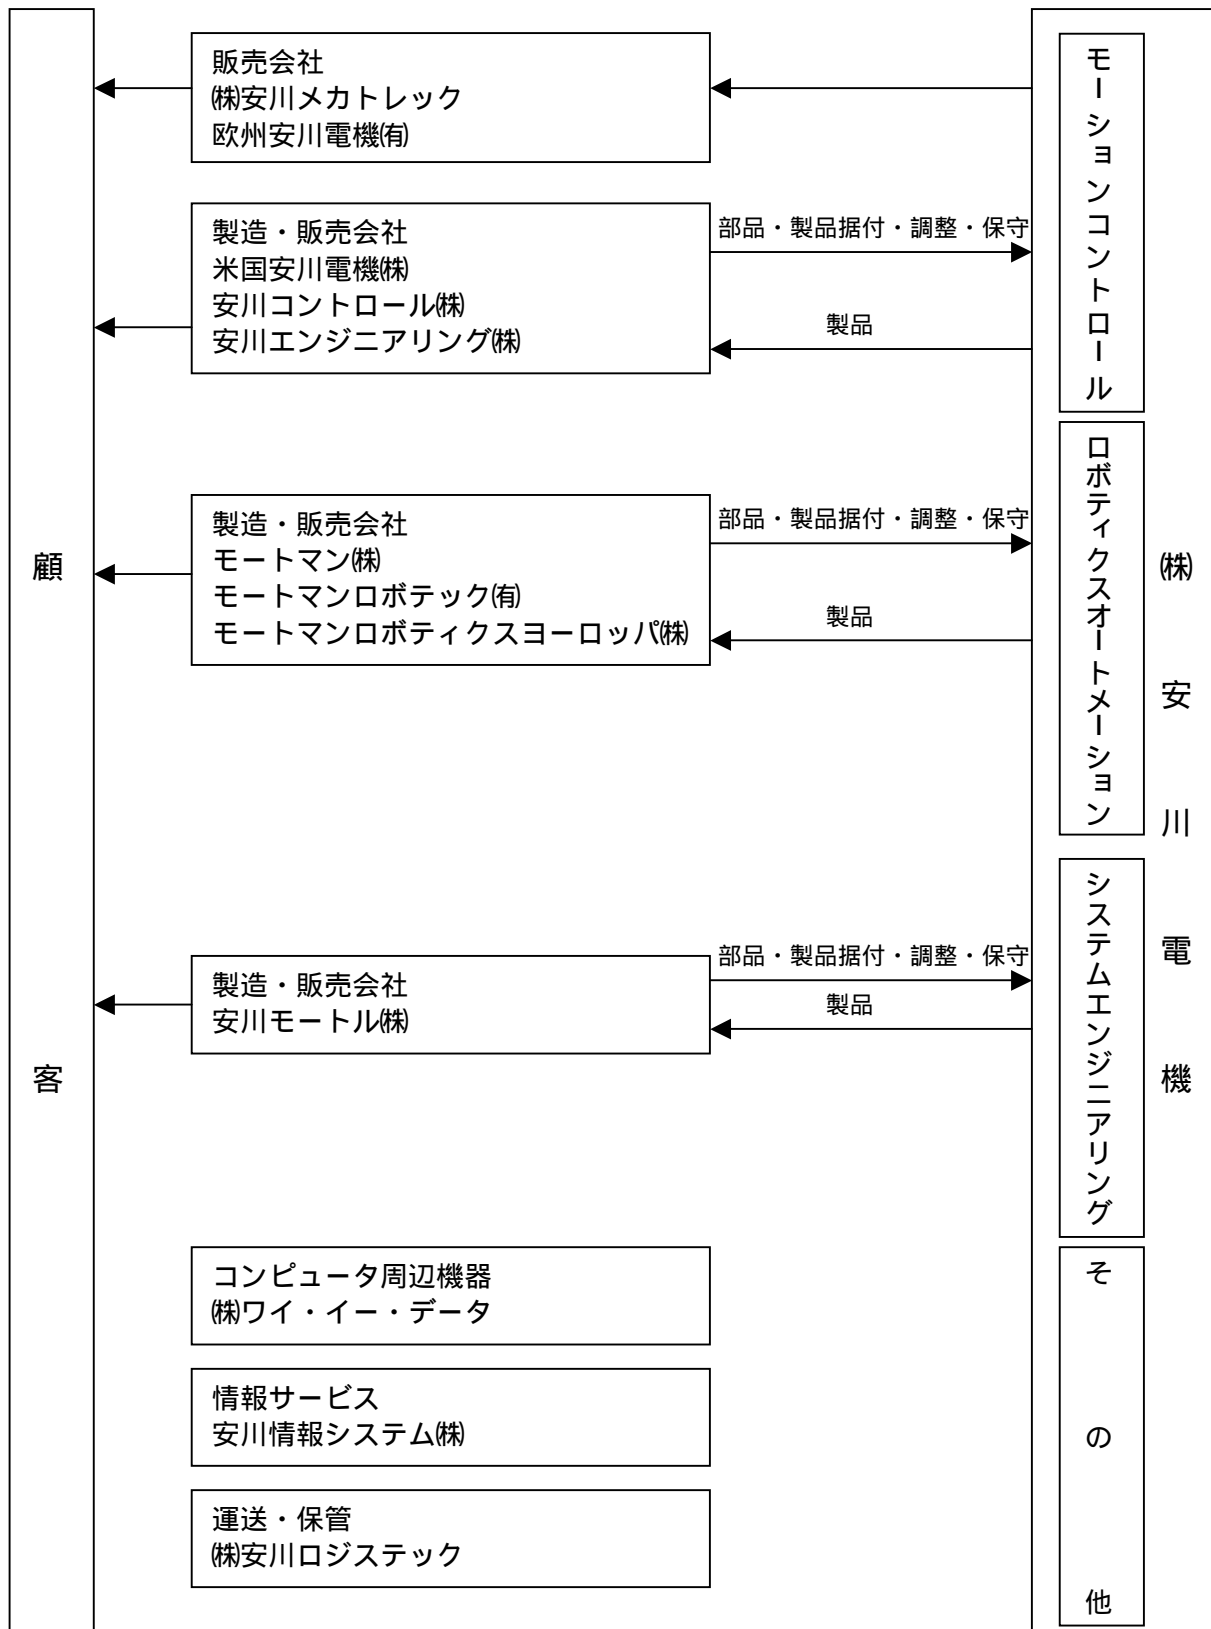 顧客
販売会社
㈱安川メカトレック
欧州安川電機㈲
製造・販売会社
米国安川電機㈱
安川コントロール㈱
安川エンジニアリング㈱
部品・製品据付・調整・保守
製品
モーションコントロール
製造・販売会社
モートマン㈱
モートマンロボテック㈲
モートマンロボティクスヨーロッパ㈱
部品・製品据付・調整・保守
製品
ロボティクスオートメーション
製造・販売会社
安川モートル㈱
部品・製品据付・調整・保守
製品
システムエンジニアリング
コンピュータ周辺機器
㈱ワイ・イー・データ
情報サービス
安川情報システム㈱
運送・保管
㈱安川ロジステック
その他
㈱安川電機